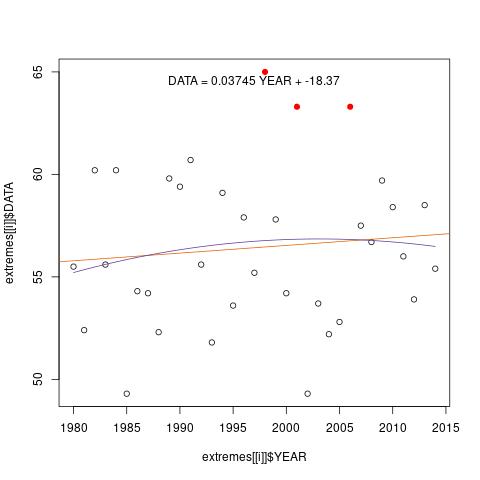 DATA = 0.03745 YEAR + -18.37
65
60
55
50
extremes[[i]]$DATA
1980 1985 1990 1995 2000 2005 2010 2015
extremes[[i]]$YEAR